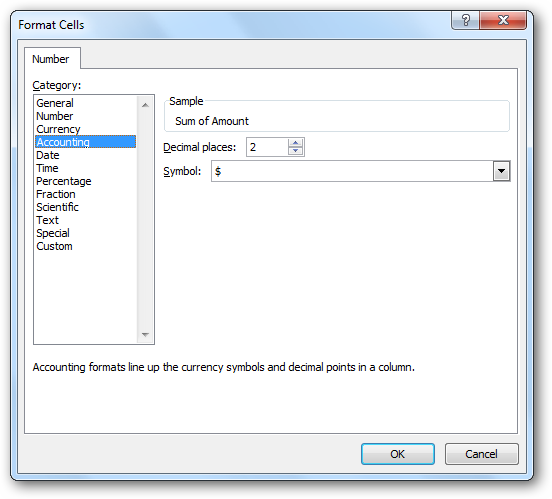 Format Cells
Number
Category:
General
Number
Currency
Accounting
Date
Time
Percentage
Fraction
Scientific
Text
Special
Custom
Sample
Sum of Amount
Decimal places: 2
Symbol: $
Accounting formats line up the currency symbols and decimal points in a column.
OK Cancel